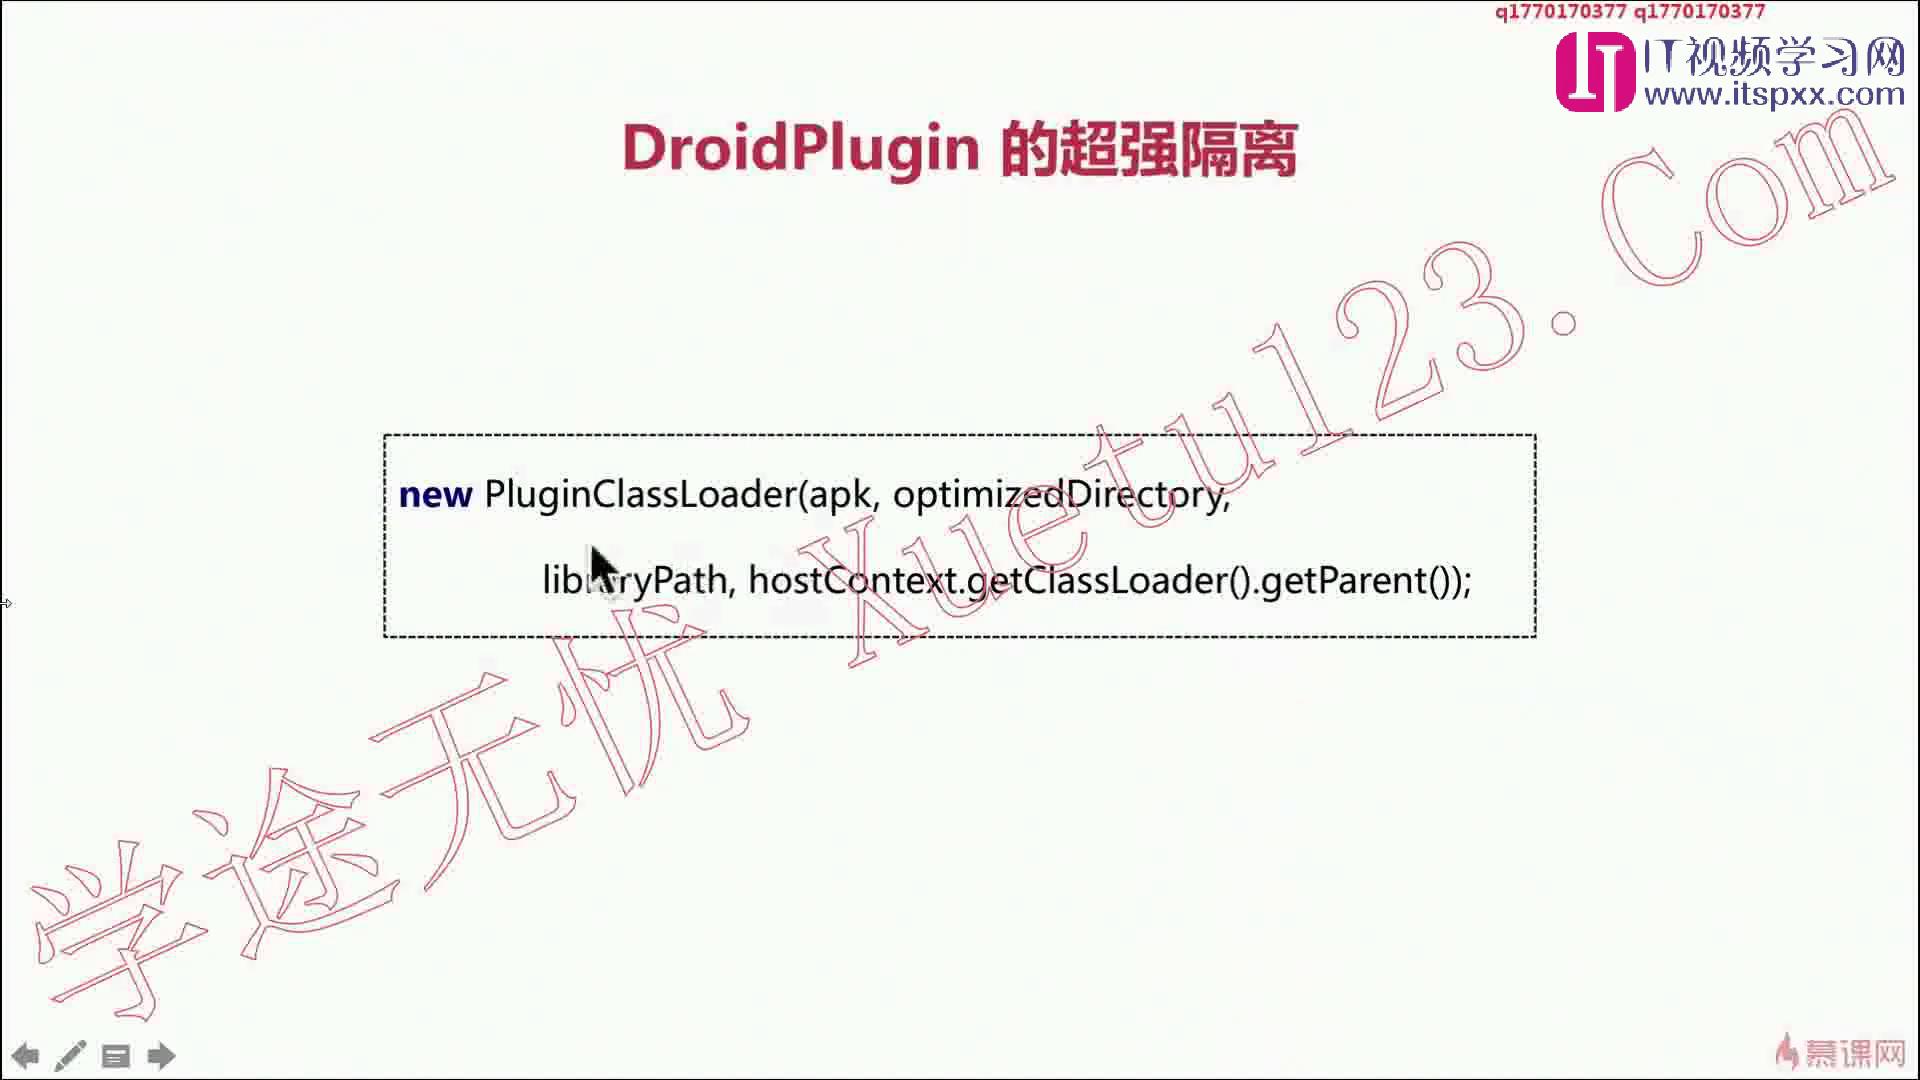 q1770170377 q1770170377
IT视频学习网
www.itspxx.com
DroidPlugin 的超强隔离
new PluginClassLoader(apk, optimizedDirectory,
libraryPath, hostContext.getClassLoader().getParent());
学途无忧 Xuetu123.Com
慕课网